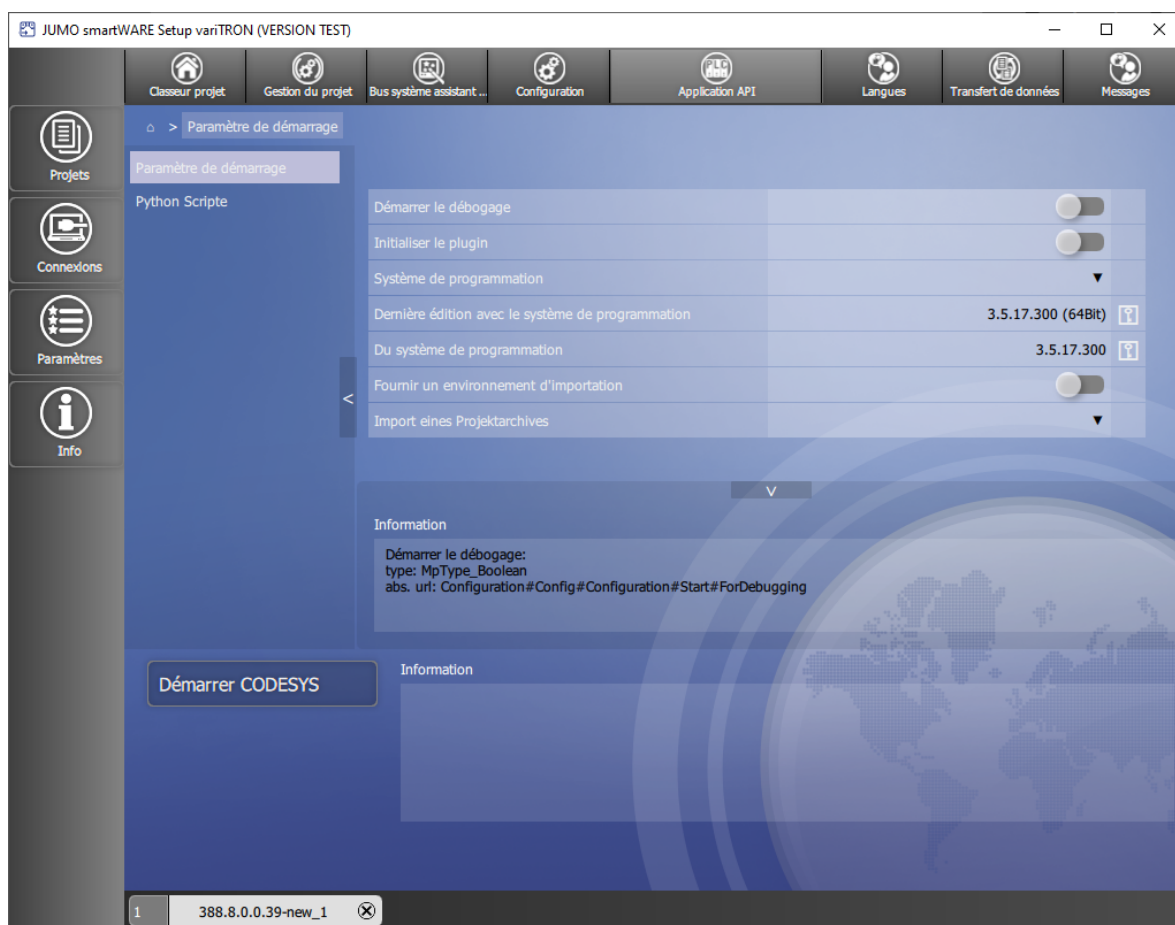 JUMO smartWARE Setup variTRON (VERSION TEST)
Classeur projet
Gestion du projet
Bus système assistant ...
Configuration
Application API
Langues
Transfert de données
Messages
Projets
Connexions
Paramètres
Info
> Paramètre de démarrage
Paramètre de démarrage
Python Scripte
Démarrer le débogage
Initialiser le plugin
Système de programmation
Dernière édition avec le système de programmation 3.5.17.300 (64Bit)
Du système de programmation 3.5.17.300
Fournir un environnement d'importation
Import eines Projektarchives
Information
Démarrer le débogage:
type: MpType_Boolean
abs. url: Configuration#Config#Configuration#Start#ForDebugging
Démarrer CODESYS
Information
1 388.8.0.0.39-new_1